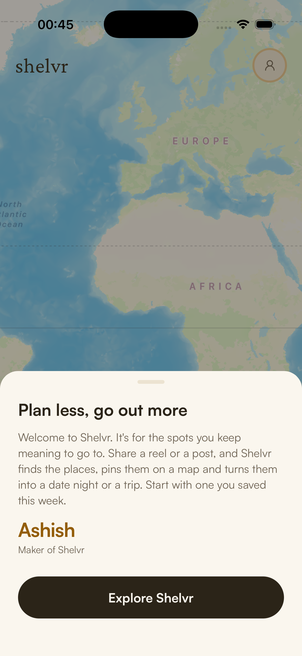 00:45
shelvr
EUROPE
North
Atlantic
Ocean
AFRICA
Plan less, go out more
Welcome to Shelvr. It's for the spots you keep
meaning to go to. Share a reel or a post, and Shelvr
finds the places, pins them on a map and turns them
into a date night or a trip. Start with one you saved
this week.
Ashish
Maker of Shelvr
Explore Shelvr